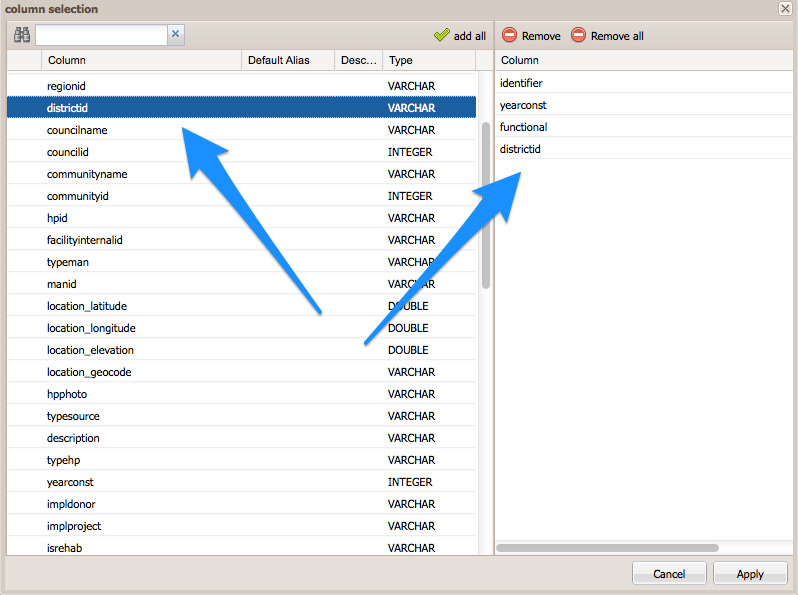 column selection
add all
Remove
Remove all
Column Default Alias Desc... Type
Column
regionid VARCHAR
districtid VARCHAR
councilname VARCHAR
councilid INTEGER
communityname VARCHAR
communityid INTEGER
hpid VARCHAR
facilityinternalid VARCHAR
typeman VARCHAR
manid VARCHAR
location_latitude DOUBLE
location_longitude DOUBLE
location_elevation DOUBLE
location_geocode VARCHAR
hpphoto VARCHAR
typesource VARCHAR
description VARCHAR
typehp VARCHAR
yearconst INTEGER
impldonor VARCHAR
implproject VARCHAR
isrehab VARCHAR
identifier
yearconst
functional
districtid
Cancel
Apply